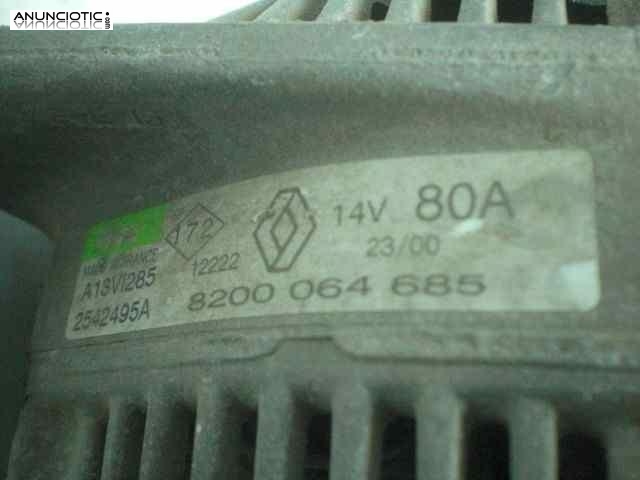 ANUNCIOTIC
172
14V 80A
MADE IN FRANCE
12222
23/00
A13VI285
8200 064 685
2542495A